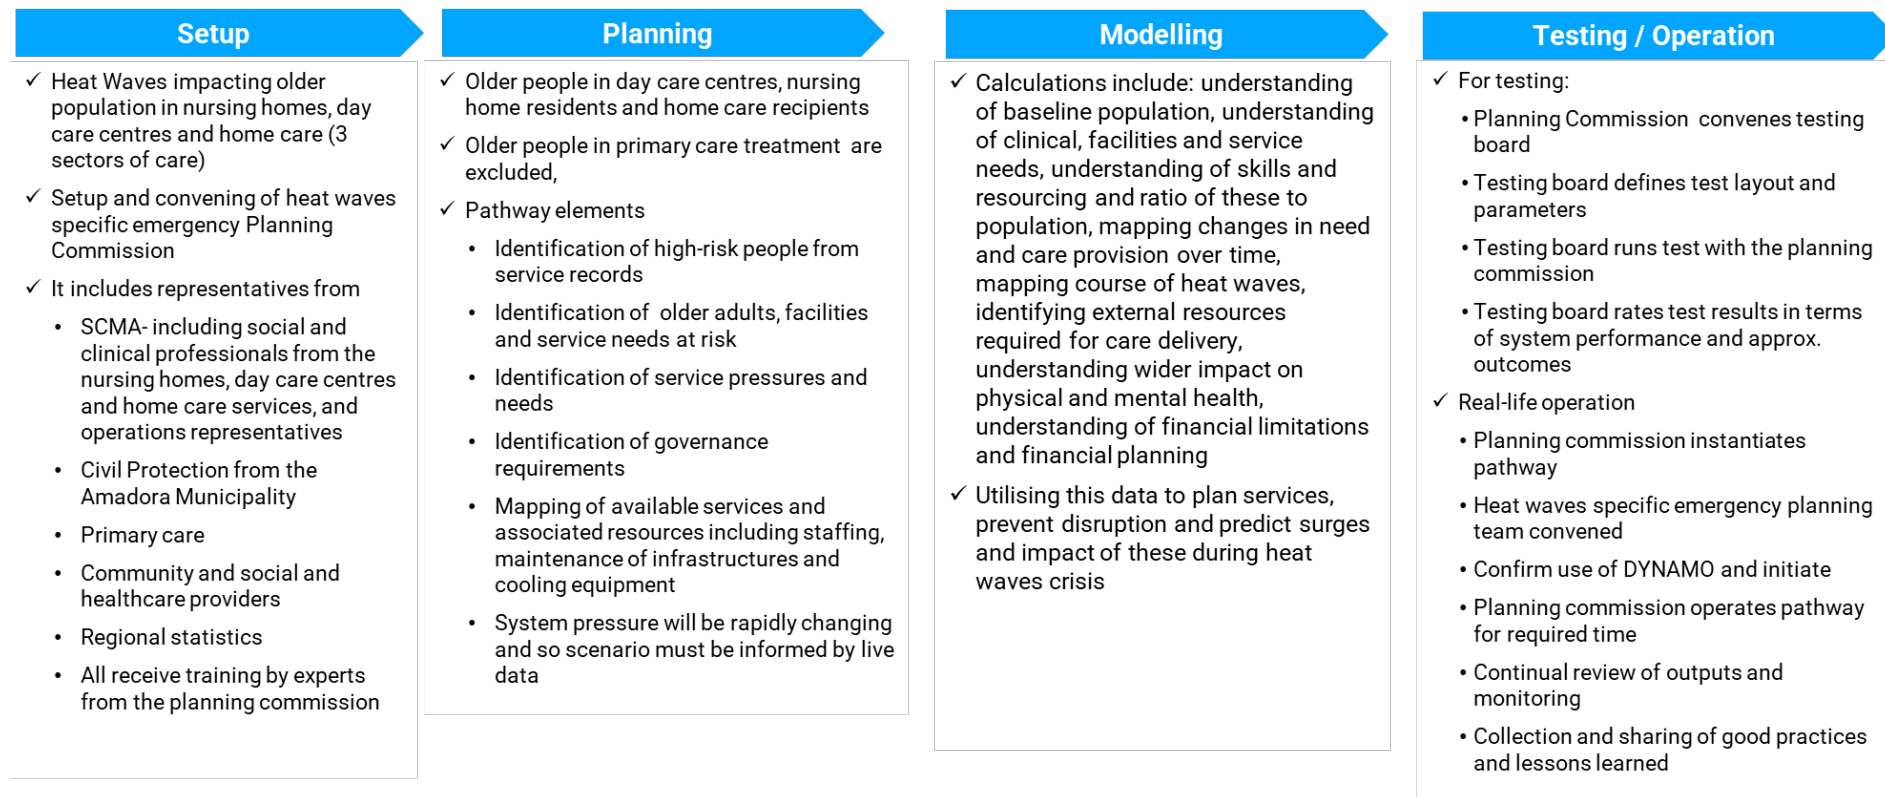 Setup
✓ Heat Waves impacting older
population in nursing homes, day
care centres and home care (3
sectors of care)
✓ Setup and convening of heat waves
specific emergency Planning
Commission
✓ It includes representatives from
• SCMA- including social and
clinical professionals from the
nursing homes, day care centres
and home care services, and
operations representatives
• Civil Protection from the
Amadora Municipality
• Primary care
• Community and social and
healthcare providers
• Regional statistics
• All receive training by experts
from the planning commission
Planning
✓ Older people in day care centres, nursing
home residents and home care recipients
✓ Older people in primary care treatment are
excluded,
✓ Pathway elements
• Identification of high-risk people from
service records
• Identification of older adults, facilities
and service needs at risk
• Identification of service pressures and
needs
• Identification of governance
requirements
• Mapping of available services and
associated resources including staffing,
maintenance of infrastructures and
cooling equipment
• System pressure will be rapidly changing
and so scenario must be informed by live
data
Modelling
✓ Calculations include: understanding
of baseline population, understanding
of clinical, facilities and service
needs, understanding of skills and
resourcing and ratio of these to
population, mapping changes in need
and care provision over time,
mapping course of heat waves,
identifying external resources
required for care delivery,
understanding wider impact on
physical and mental health,
understanding of financial limitations
and financial planning
✓ Utilising this data to plan services,
prevent disruption and predict surges
and impact of these during heat
waves crisis
Testing / Operation
✓ For testing:
• Planning Commission convenes testing
board
• Testing board defines test layout and
parameters
• Testing board runs test with the planning
commission
• Testing board rates test results in terms
of system performance and approx.
outcomes
✓ Real-life operation
• Planning commission instantiates
pathway
• Heat waves specific emergency planning
team convened
• Confirm use of DYNAMO and initiate
• Planning commission operates pathway
for required time
• Continual review of outputs and
monitoring
• Collection and sharing of good practices
and lessons learned